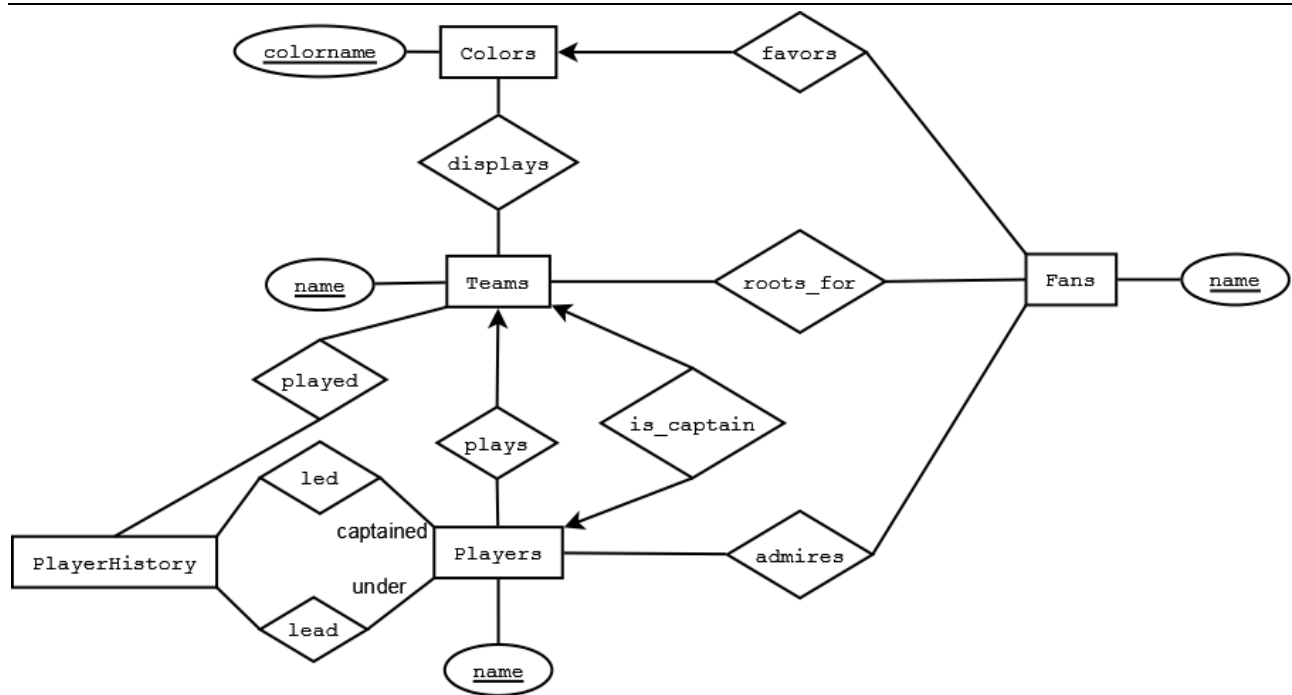 colorname
Colors
favors
displays
name
Teams
roots_for
Fans
name
played
plays
is_captain
led
captained
PlayerHistory
Players
admires
under
lead
name